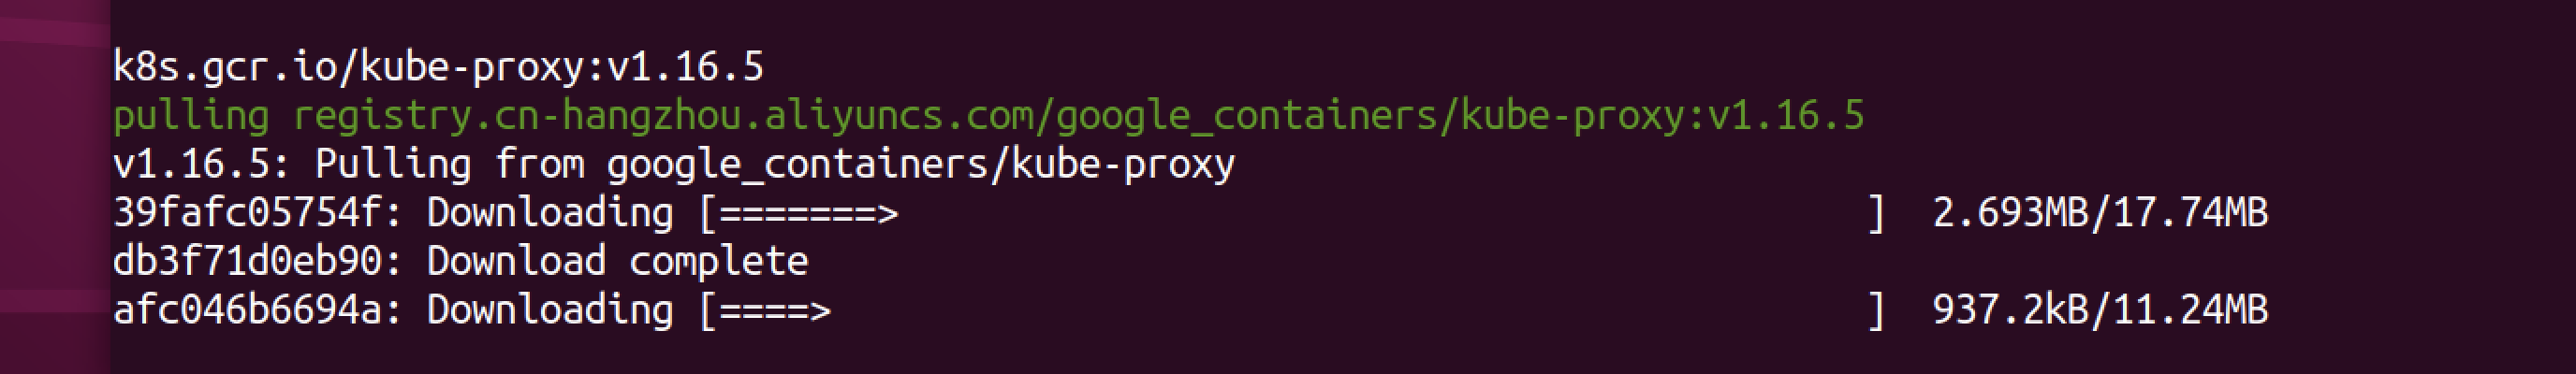 k8s.gcr.io/kube-proxy:v1.16.5
pulling registry.cn-hangzhou.aliyuncs.com/google_containers/kube-proxy:v1.16.5
v1.16.5: Pulling from google_containers/kube-proxy
39fafc05754f: Downloading [=======>                                           ]  2.693MB/17.74MB
db3f71d0eb90: Download complete
afc046b6694a: Downloading [====>                                              ]  937.2kB/11.24MB